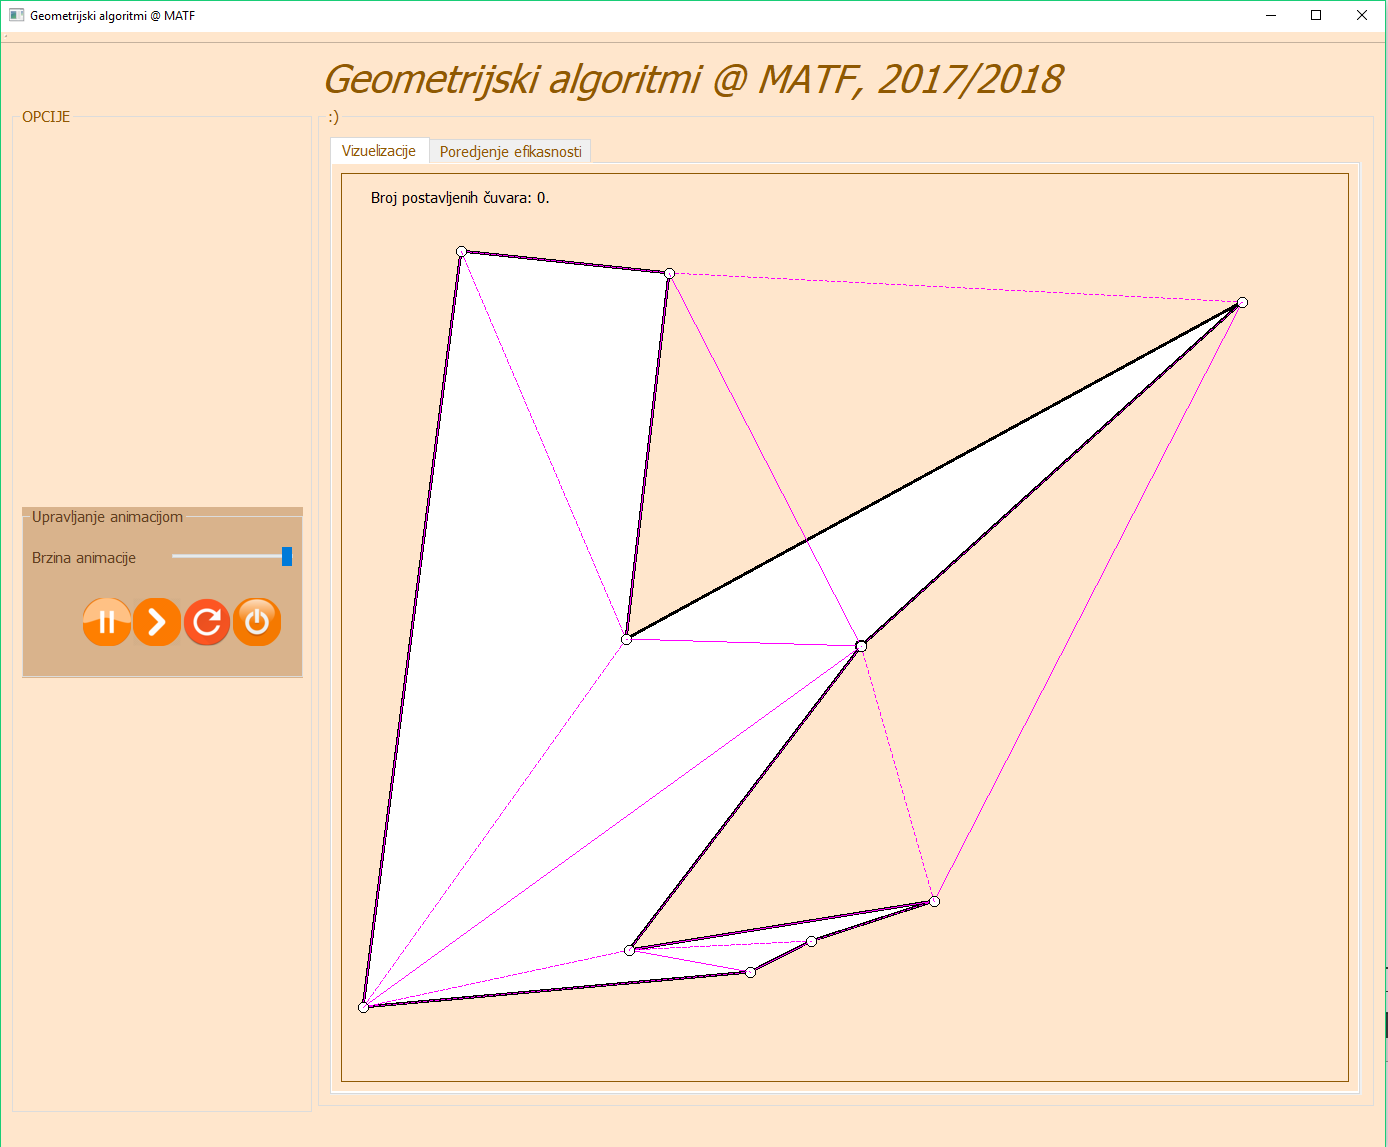 Geometrijski algoritmi @ MATF
Geometrijski algoritmi @ MATF, 2017/2018
OPCIJE
:)
Vizuelizacije
Poredjenje efikasnosti
Broj postavljenih čuvara: 0.
Upravljanje animacijom
Brzina animacije